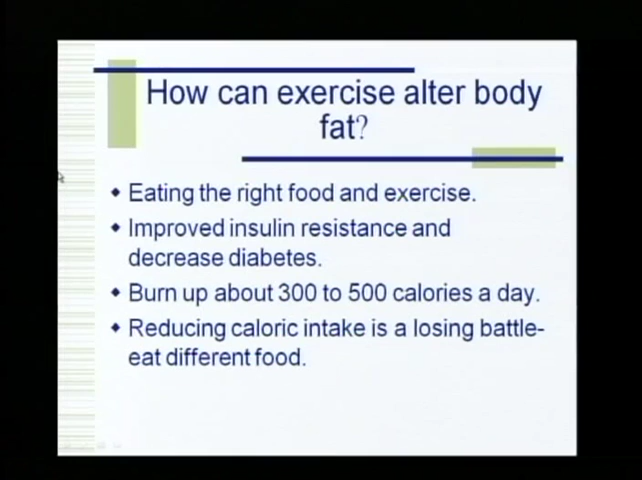 How can exercise alter body
fat?
Eating the right food and exercise.
Improved insulin resistance and
decrease diabetes.
Burn up about 300 to 500 calories a day.
Reducing caloric intake is a losing battle-
eat different food.